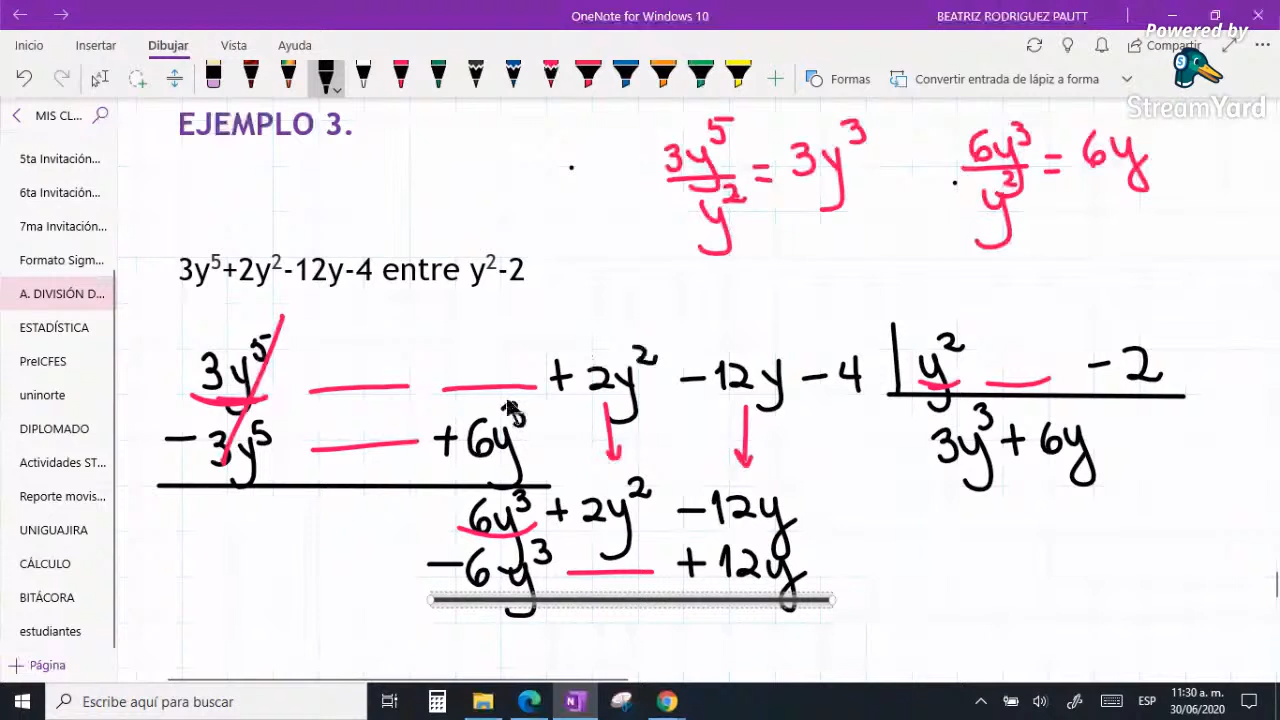 OneNote for Windows 10
BEATRIZ RODRIGUEZ PAUTT
Powered by
StreamYard
Inicio Insertar Dibujar Vista Ayuda
Compartir
Formas
Convertir entrada de lápiz a forma
MIS CL...
5ta Invitación...
6ta Invitación...
7ma Invitación...
Formato Sigm...
A. DIVISIÓN D...
ESTADÍSTICA
PreICFES
uninorte
DIPLOMADO
Actividades ST...
Reporte movis...
UNIGUAJIRA
CÁLCULO
BITÁCORA
estudiantes
Página
EJEMPLO 3.
3y⁵/y² = 3y³
6y³/y² = 6y
3y⁵+2y²-12y-4 entre y²-2
3y⁵ + 2y² - 12y - 4 y² - 2
- 3y⁵ + 6y³ 3y³ + 6y
6y³ + 2y² - 12y
- 6y³ + 12y
Escribe aquí para buscar
ESP
11:30 a. m.
30/06/2020